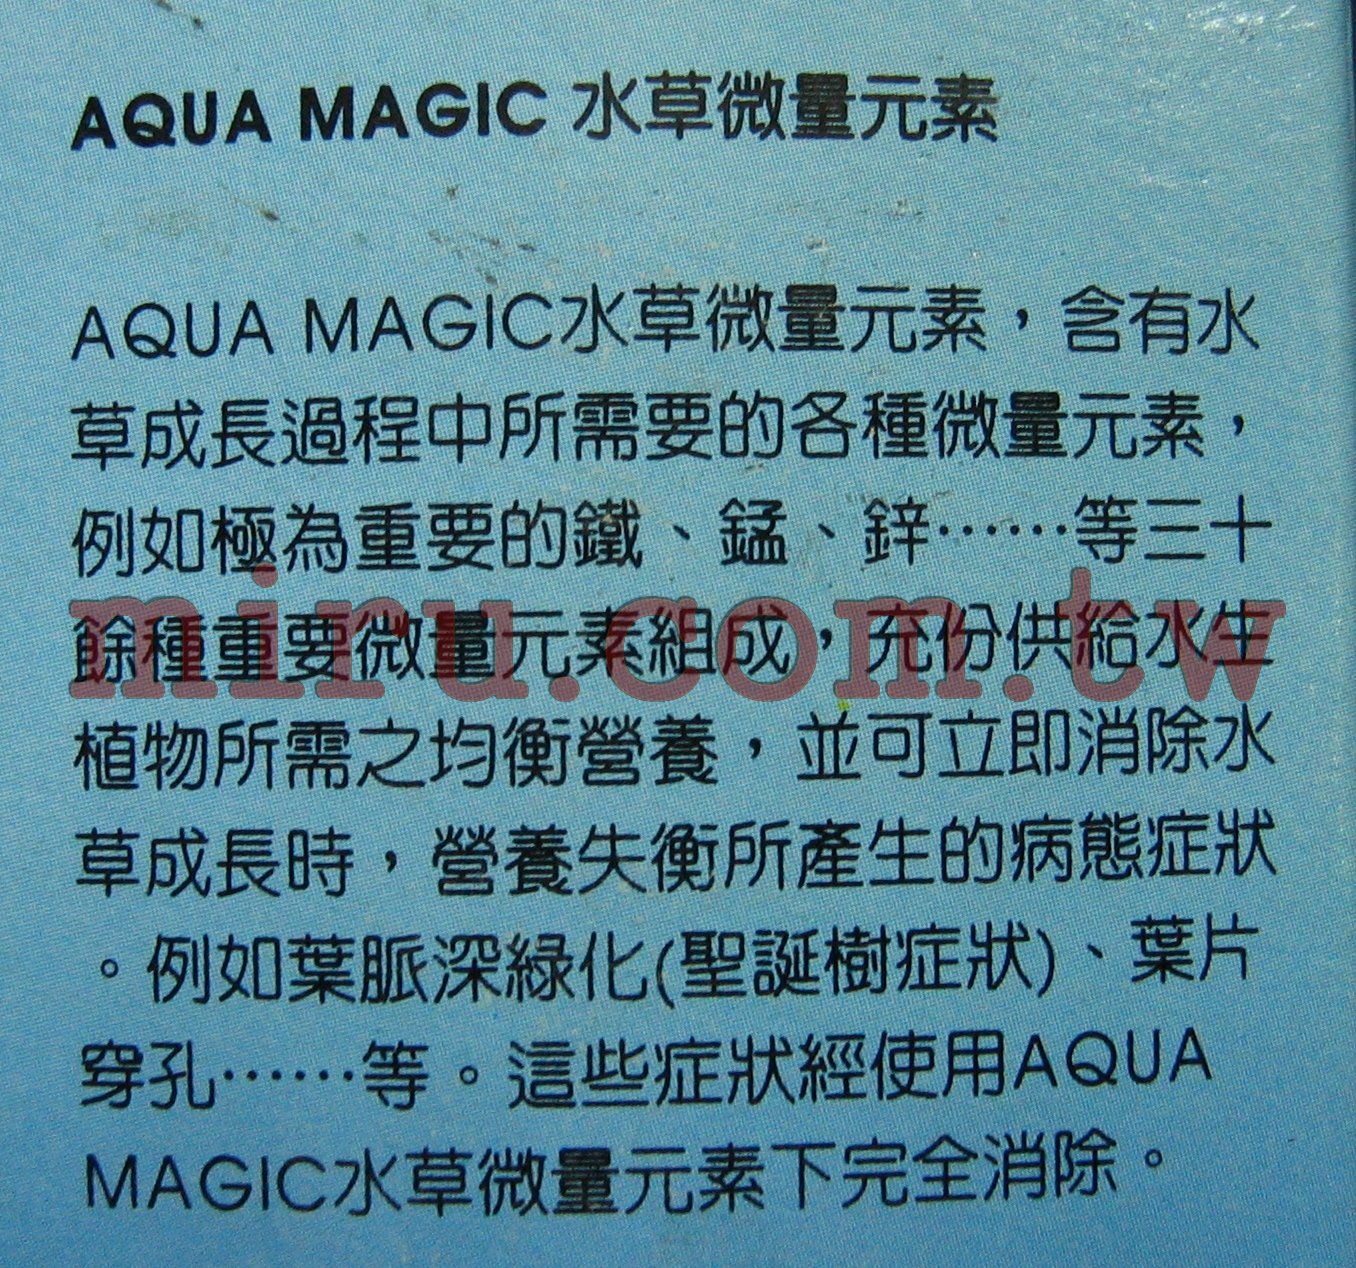 AQUA MAGIC 水草微量元素
AQUA MAGIC水草微量元素，含有水
草成長過程中所需要的各種微量元素，
例如極為重要的鐵、錳、鋅……等三十
餘種重要微量元素組成，充份供給水生
miru.com.tw
植物所需之均衡營養，並可立即消除水
草成長時，營養失衡所產生的病態症狀
。例如葉脈深綠化(聖誕樹症狀)、葉片
穿孔……等。這些症狀經使用AQUA
MAGIC水草微量元素下完全消除。